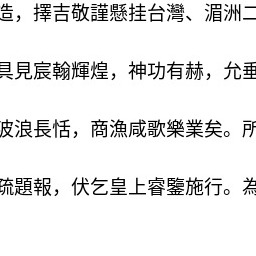 造，擇吉敬謹懸挂台灣、湄洲二
具見宸翰輝煌，神功有赫，允垂
波浪長恬，商漁咸歌樂業矣。所
疏題報，伏乞皇上睿鑒施行。為